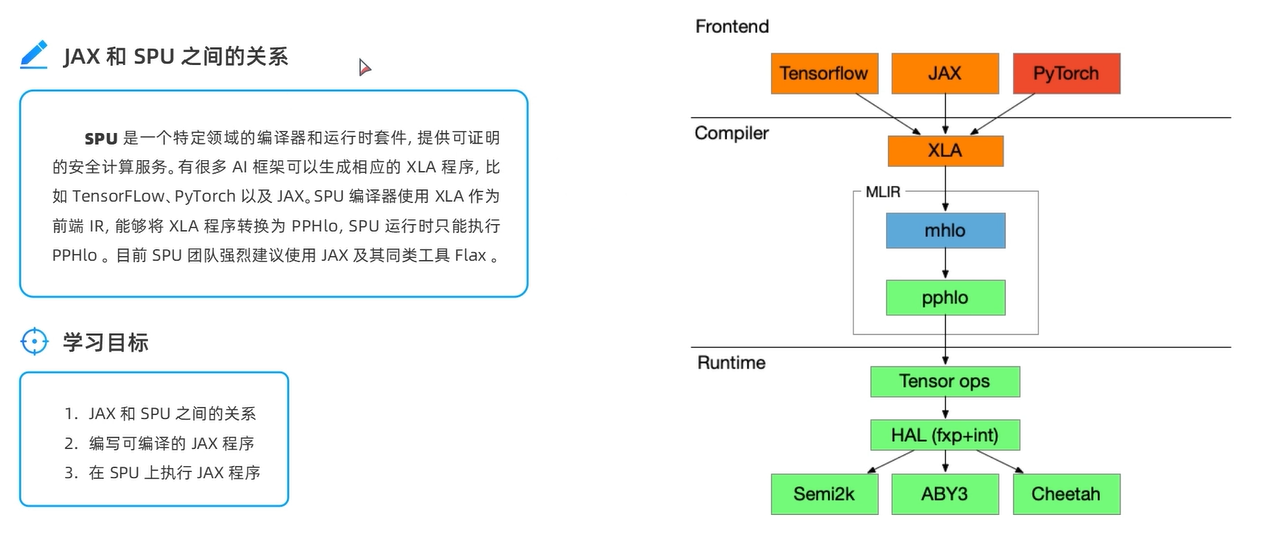 JAX 和 SPU 之间的关系
SPU 是一个特定领域的编译器和运行时套件, 提供可证明
的安全计算服务。有很多 AI 框架可以生成相应的 XLA 程序, 比
如 TensorFLow、PyTorch 以及 JAX。SPU 编译器使用 XLA 作为
前端 IR, 能够将 XLA 程序转换为 PPHlo, SPU 运行时只能执行
PPHlo 。目前 SPU 团队强烈建议使用 JAX 及其同类工具 Flax 。
学习目标
1. JAX 和 SPU 之间的关系
2. 编写可编译的 JAX 程序
3. 在 SPU 上执行 JAX 程序
Frontend
Tensorflow
JAX
PyTorch
Compiler
XLA
MLIR
mhlo
pphlo
Runtime
Tensor ops
HAL (fxp+int)
Semi2k
ABY3
Cheetah